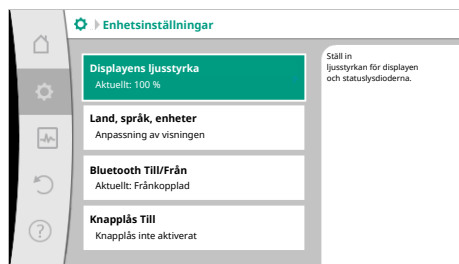 Enhetsinställningar
Displayens ljusstyrka
Aktuellt: 100 %
Land, språk, enheter
Anpassning av visningen
Bluetooth Till/Från
Aktuellt: Frånkopplad
Knapplås Till
Knapplås inte aktiverat
Ställ in
ljusstyrkan för displayen
och statuslysdioderna.